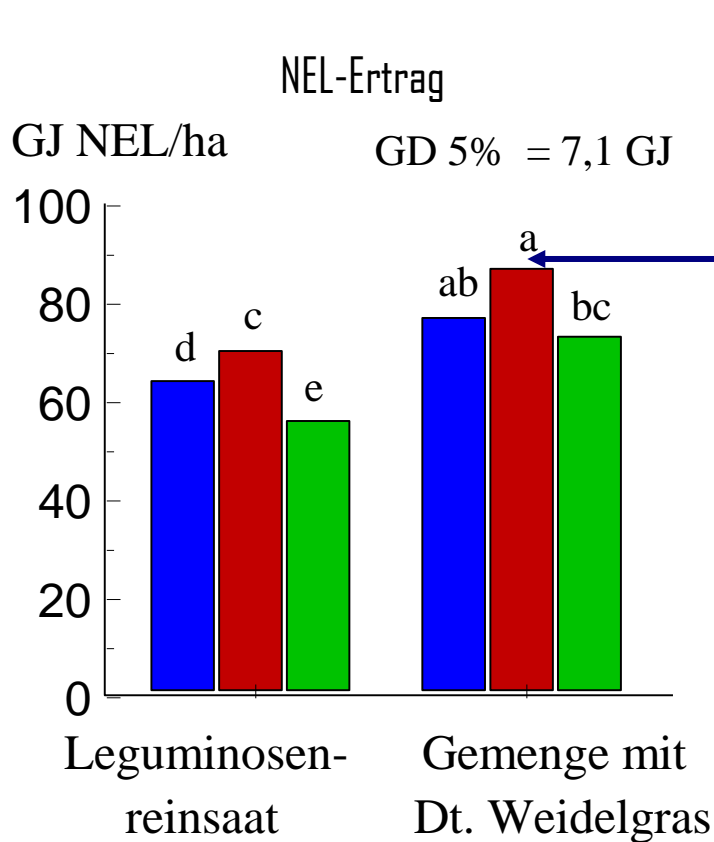 NEL-Ertrag
GJ NEL/ha
GD 5% = 7,1 GJ
100
80
60
40
20
0
d
c
e
ab
a
bc
Leguminosen-
reinsaat
Gemenge mit
Dt. Weidelgras